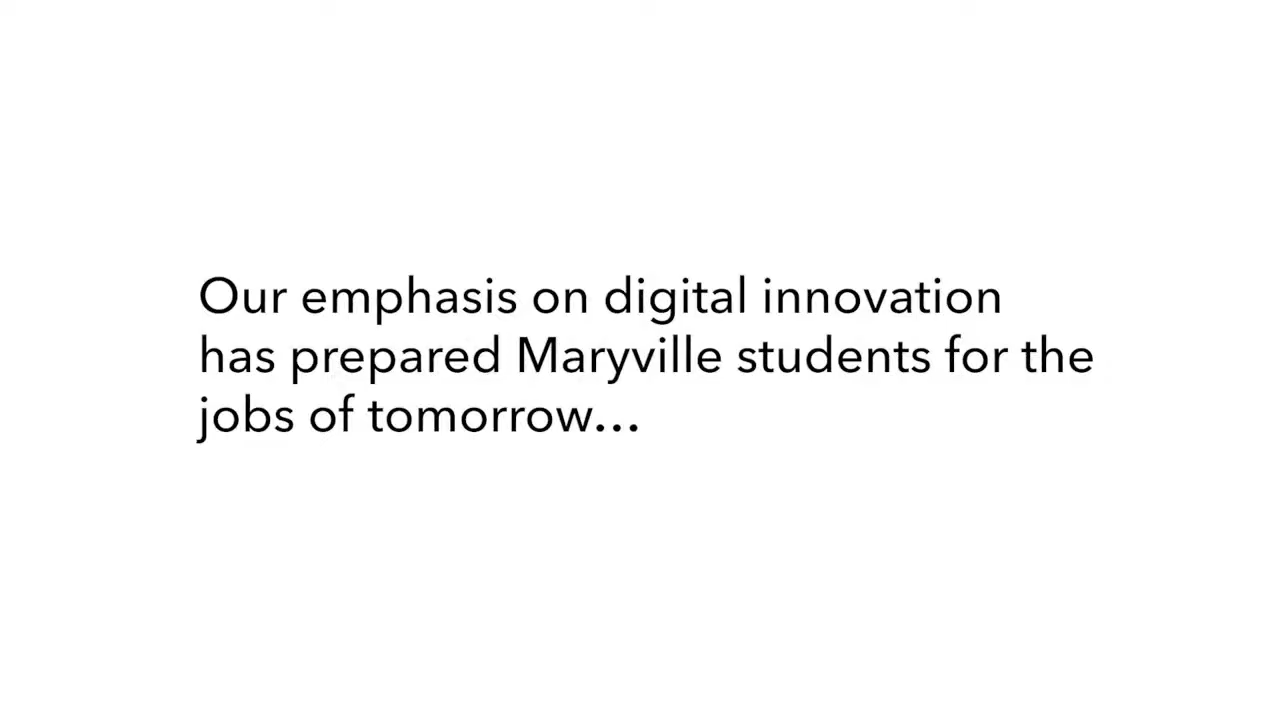 Our emphasis on digital innovation
has prepared Maryville students for the
jobs of tomorrow...